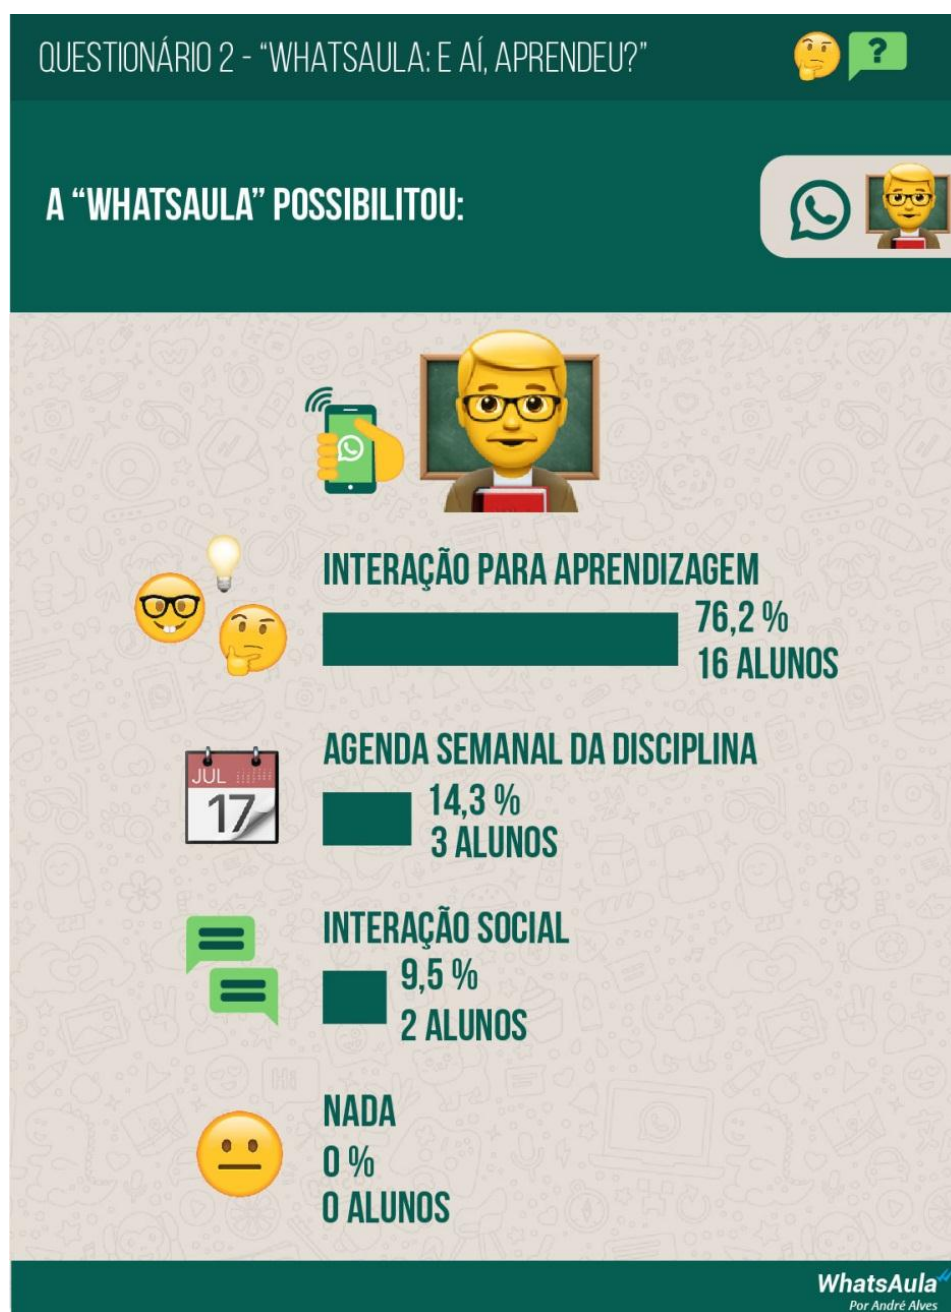 QUESTIONÁRIO 2 - “WHATSAULA: E AÍ, APRENDEU?”
?
A “WHATSAULA” POSSIBILITOU:
INTERAÇÃO PARA APRENDIZAGEM
76,2 %
16 ALUNOS
AGENDA SEMANAL DA DISCIPLINA
JUL
17
14,3 %
3 ALUNOS
INTERAÇÃO SOCIAL
9,5 %
2 ALUNOS
NADA
0 %
0 ALUNOS
WhatsAula
Por André Alves